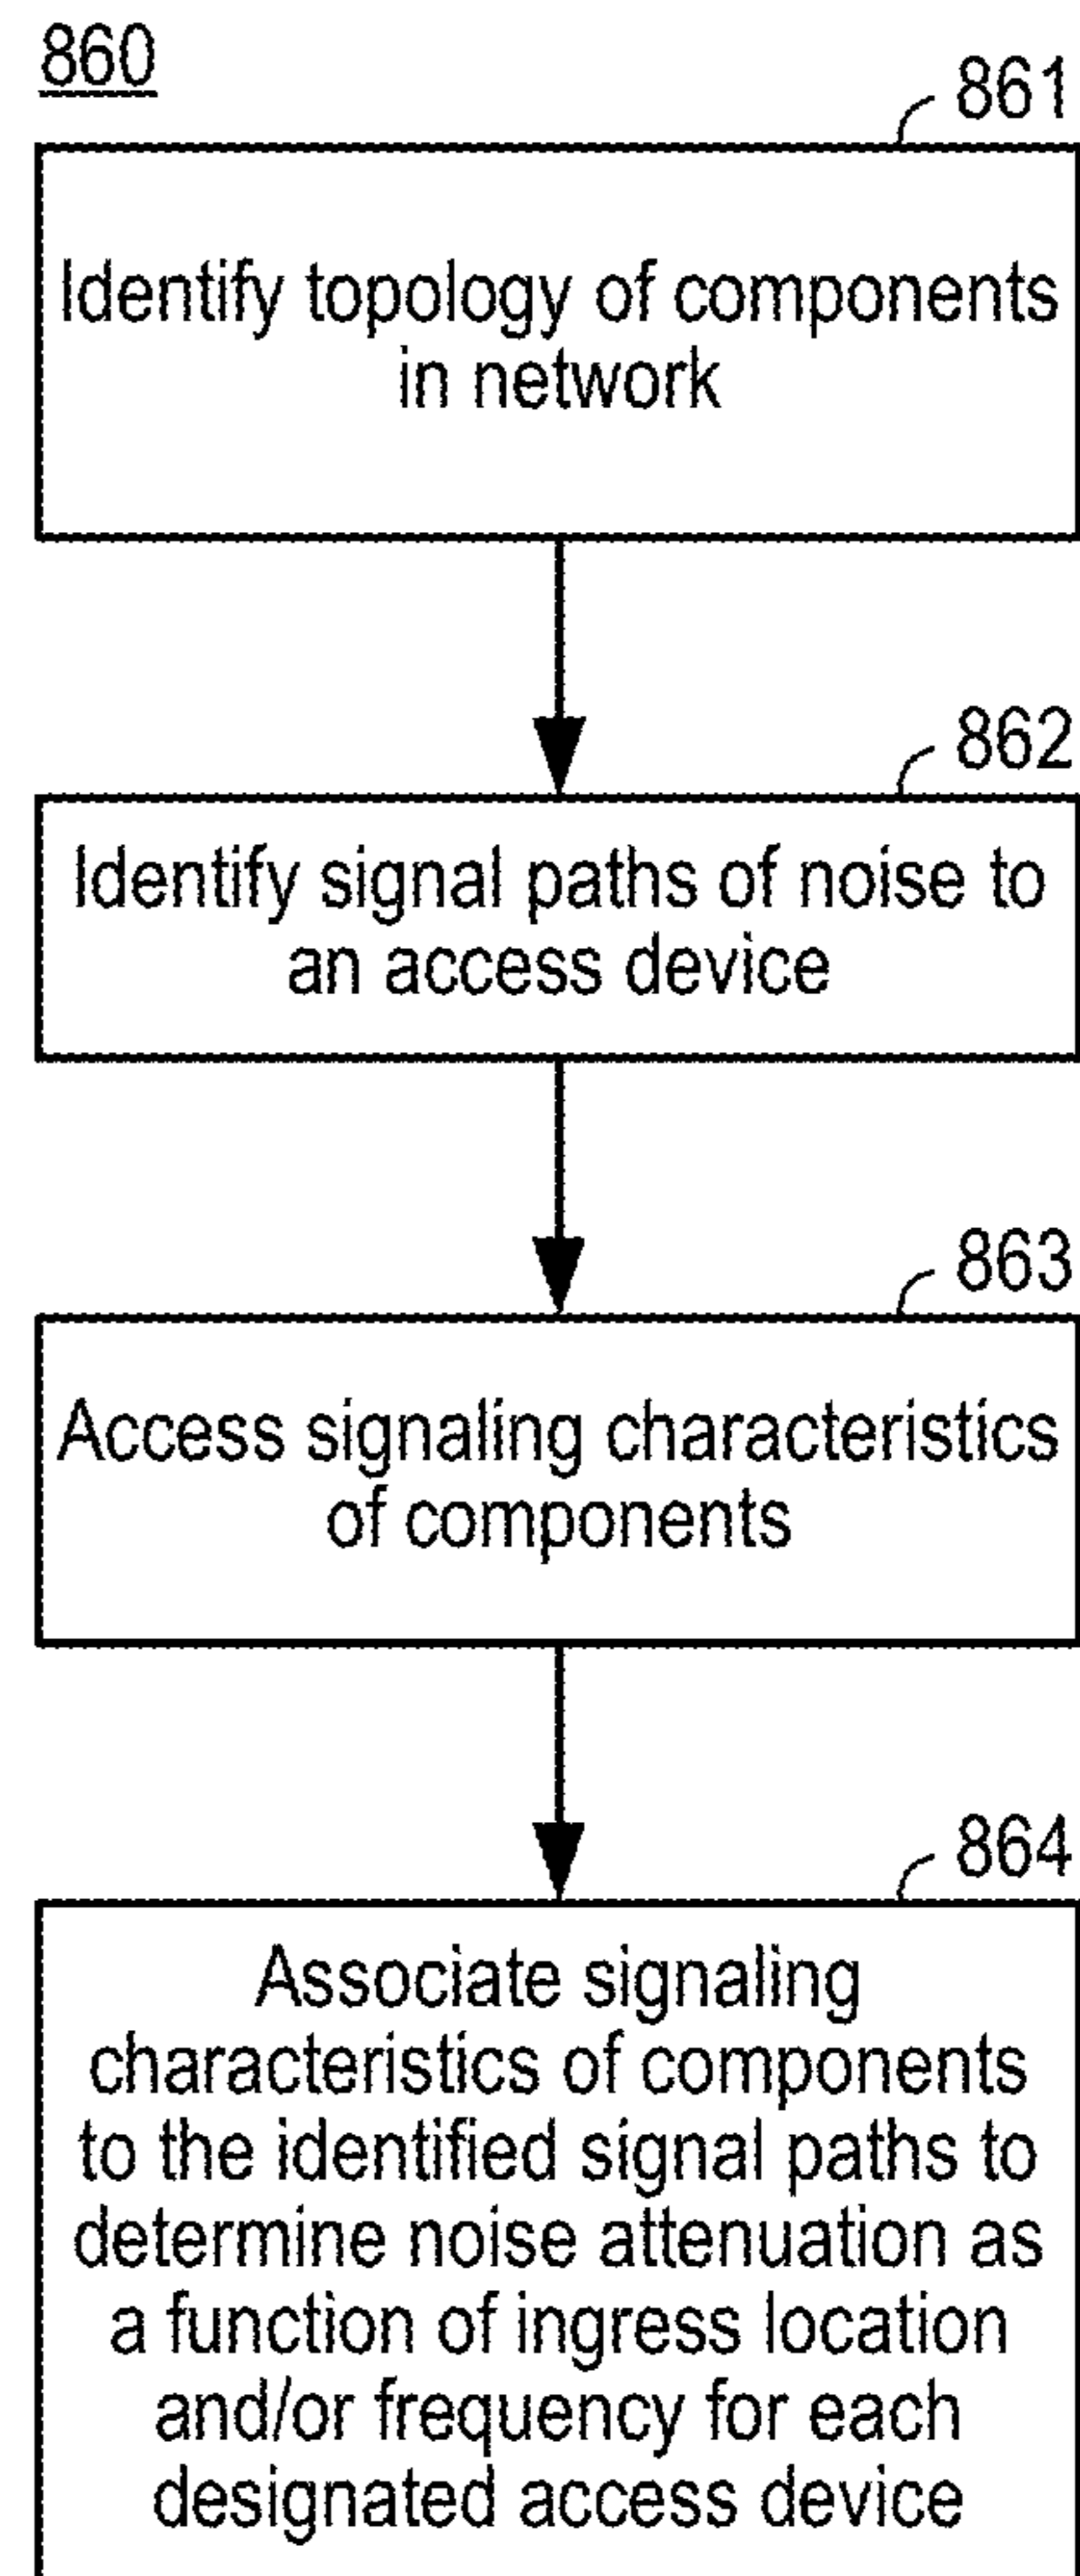 860
861
Identify topology of components
in network
862
Identify signal paths of noise to
an access device
863
Access signaling characteristics
of components
864
Associate signaling
characteristics of components
to the identified signal paths to
determine noise attenuation as
a function of ingress location
and/or frequency for each
designated access device